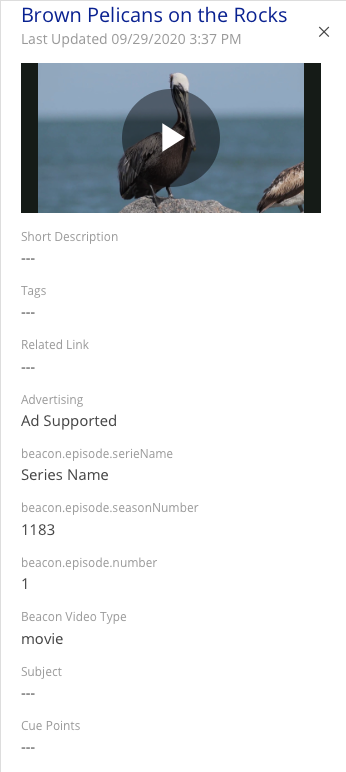 Brown Pelicans on the Rocks
Last Updated 09/29/2020 3:37 PM
Short Description
---
Tags
---
Related Link
---
Advertising
Ad Supported
beacon.episode.serieName
Series Name
beacon.episode.seasonNumber
1183
beacon.episode.number
1
Beacon Video Type
movie
Subject
---
Cue Points
---